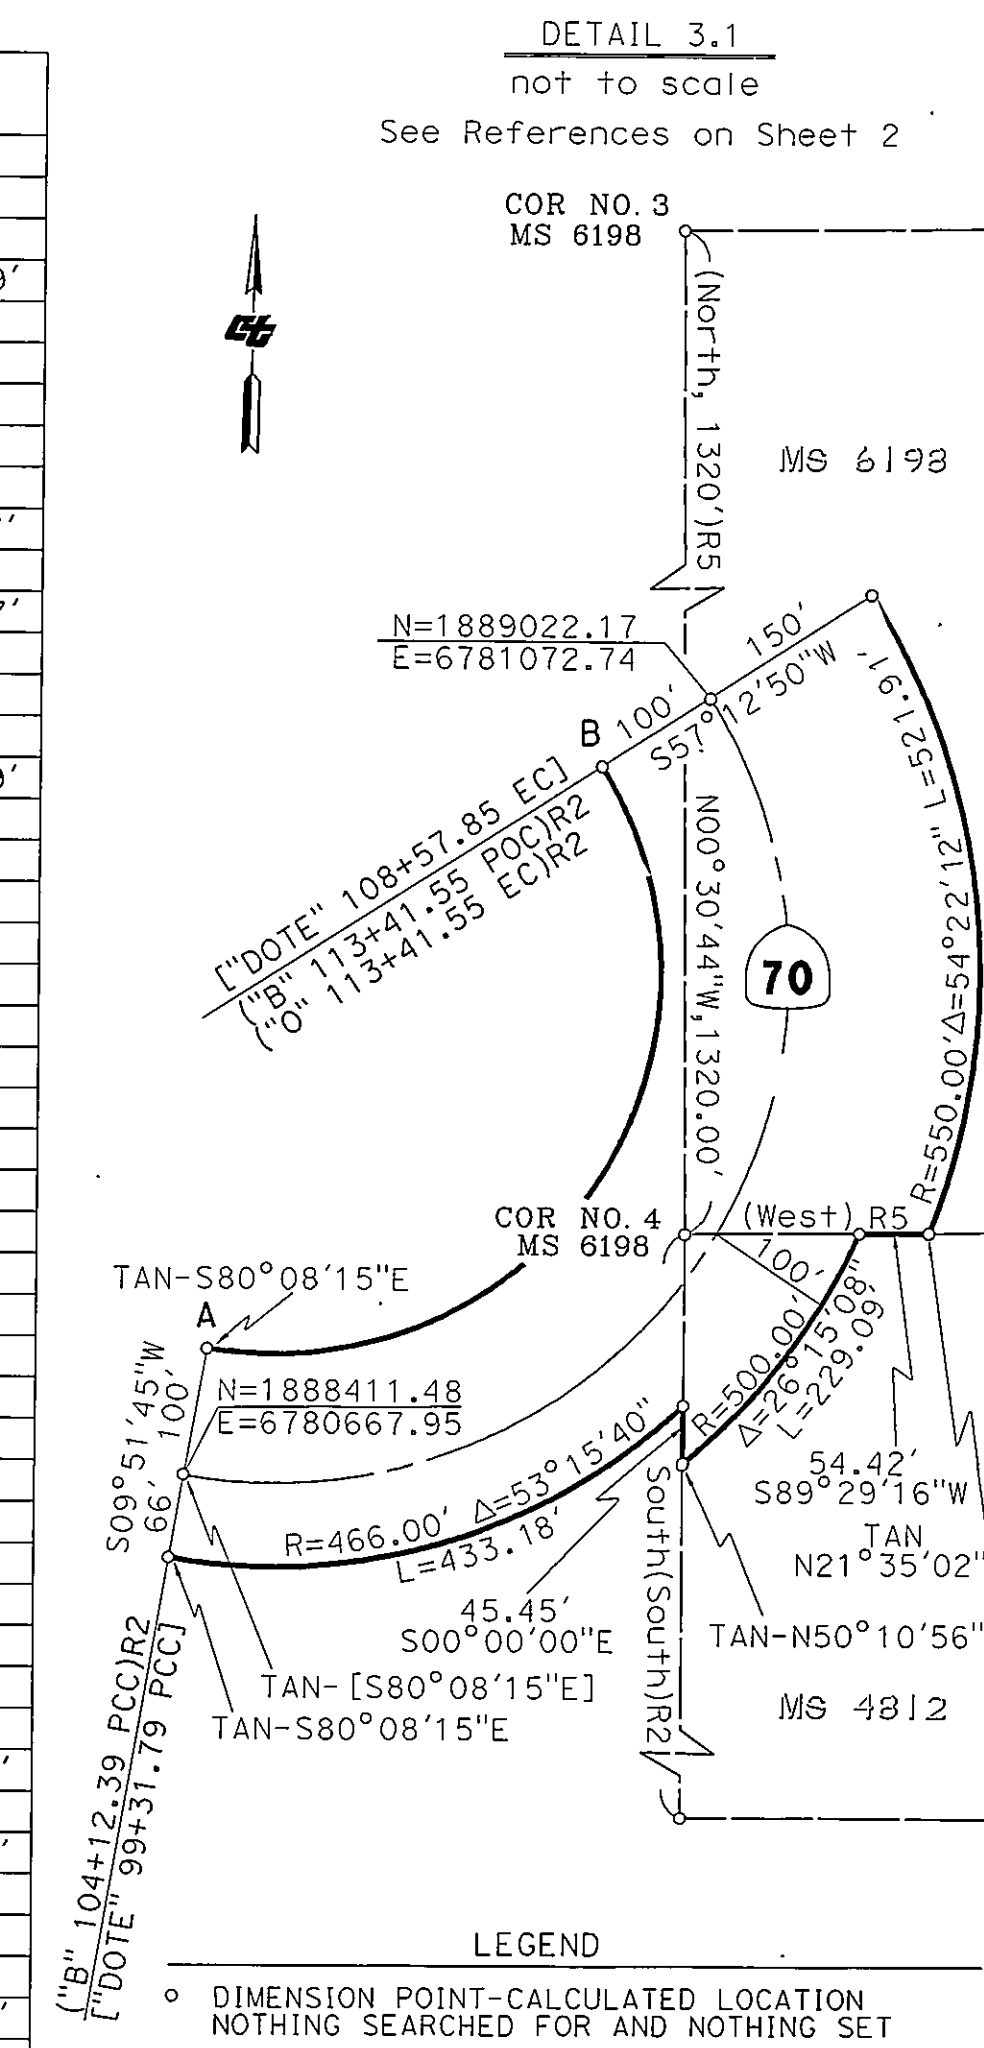 DETAIL 3.1
not to scale
See References on Sheet 2
COR NO. 3
MS 6198
(North, 1320')R5
MS 6198
N=1889022.17
E=6781072.74
150'
100'
S57°12'50"W
B
["DOTE" 108+57.85 EC]
("B" 113+41.55 POC)R2
("O" 113+41.55 EC)R2
N00°30'44"W,1320.00'
70
R=550.00' Δ=54°22'12" L=521.91'
COR NO. 4
MS 6198
(West) R5
100'
TAN-S80°08'15"E
A
S09°51'45"W
100'
66'
N=1888411.48
E=6780667.95
R=500.00'
Δ=26°15'08"
L=229.09'
R=466.00' Δ=53°15'40"
L=433.18'
54.42'
S89°29'16"W
TAN
N21°35'02"
45.45'
S00°00'00"E
South(South)R2
TAN-N50°10'56"
TAN-[S80°08'15"E]
TAN-S80°08'15"E
MS 4812
("B" 104+12.39 PCC)R2
["DOTE" 99+31.79 PCC]
LEGEND
DIMENSION POINT-CALCULATED LOCATION
NOTHING SEARCHED FOR AND NOTHING SET